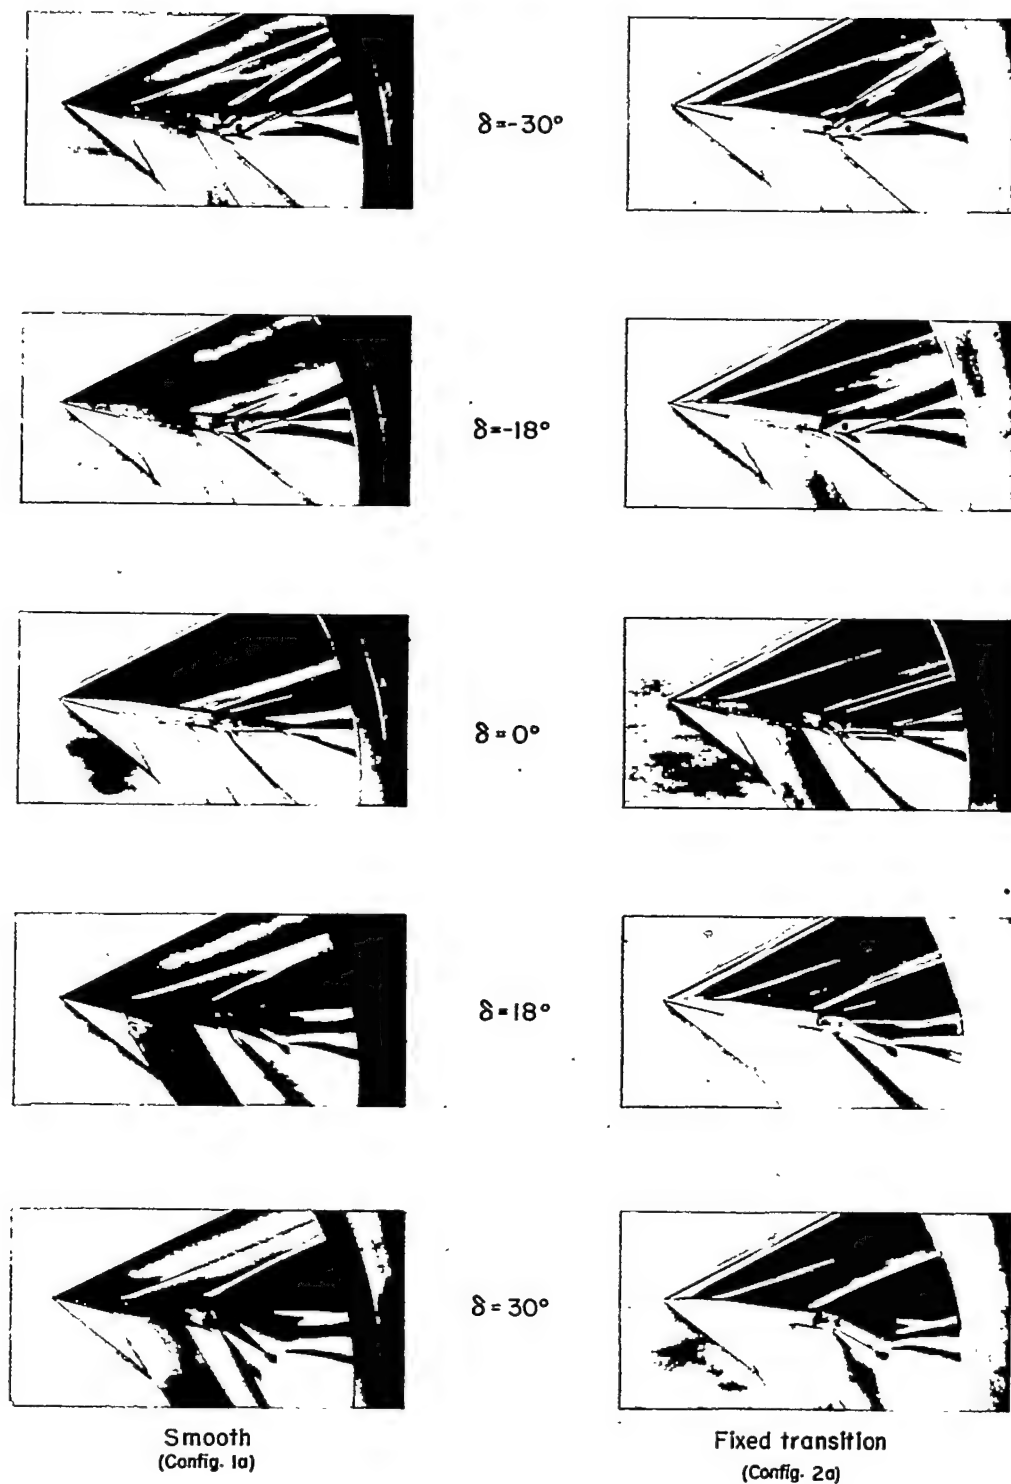 δ=-30°
δ=-18°
δ=0°
δ=18°
δ=30°
Smooth
(Config. 1a)
Fixed transition
(Config. 2a)